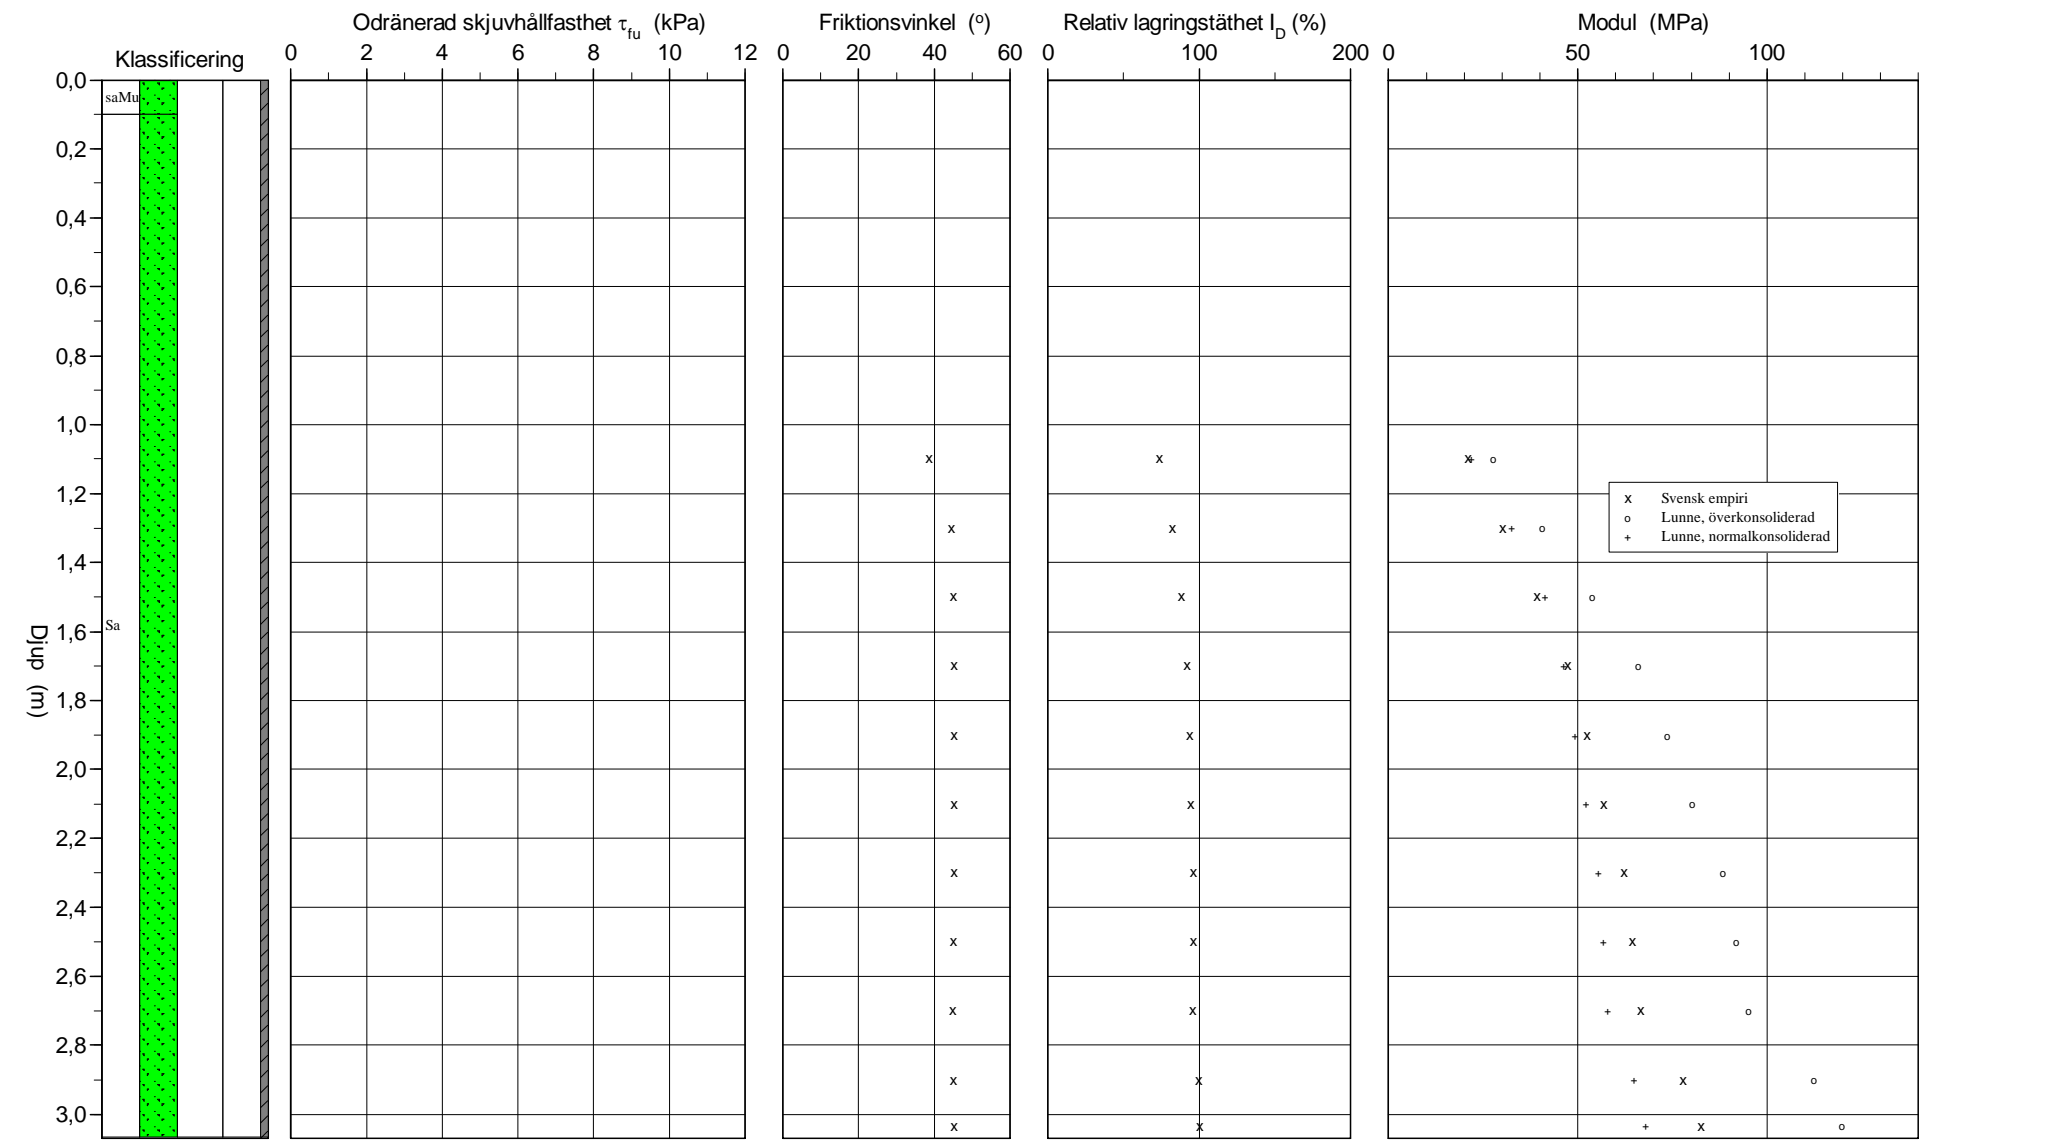 Odränerad skjuvhållfasthet τfu (kPa)
Friktionsvinkel (o)
Relativ lagringstäthet ID (%)
Modul (MPa)
Klassificering
0 2 4 6 8 10 12
0 20 40 60
0 100 200
0 50 100
0,0
saMu
0,2
0,4
0,6
0,8
1,0
1,2
x Svensk empiri
o Lunne, överkonsoliderad
+ Lunne, normalkonsoliderad
1,4
Sa
1,6
Djup (m)
1,8
2,0
2,2
2,4
2,6
2,8
3,0